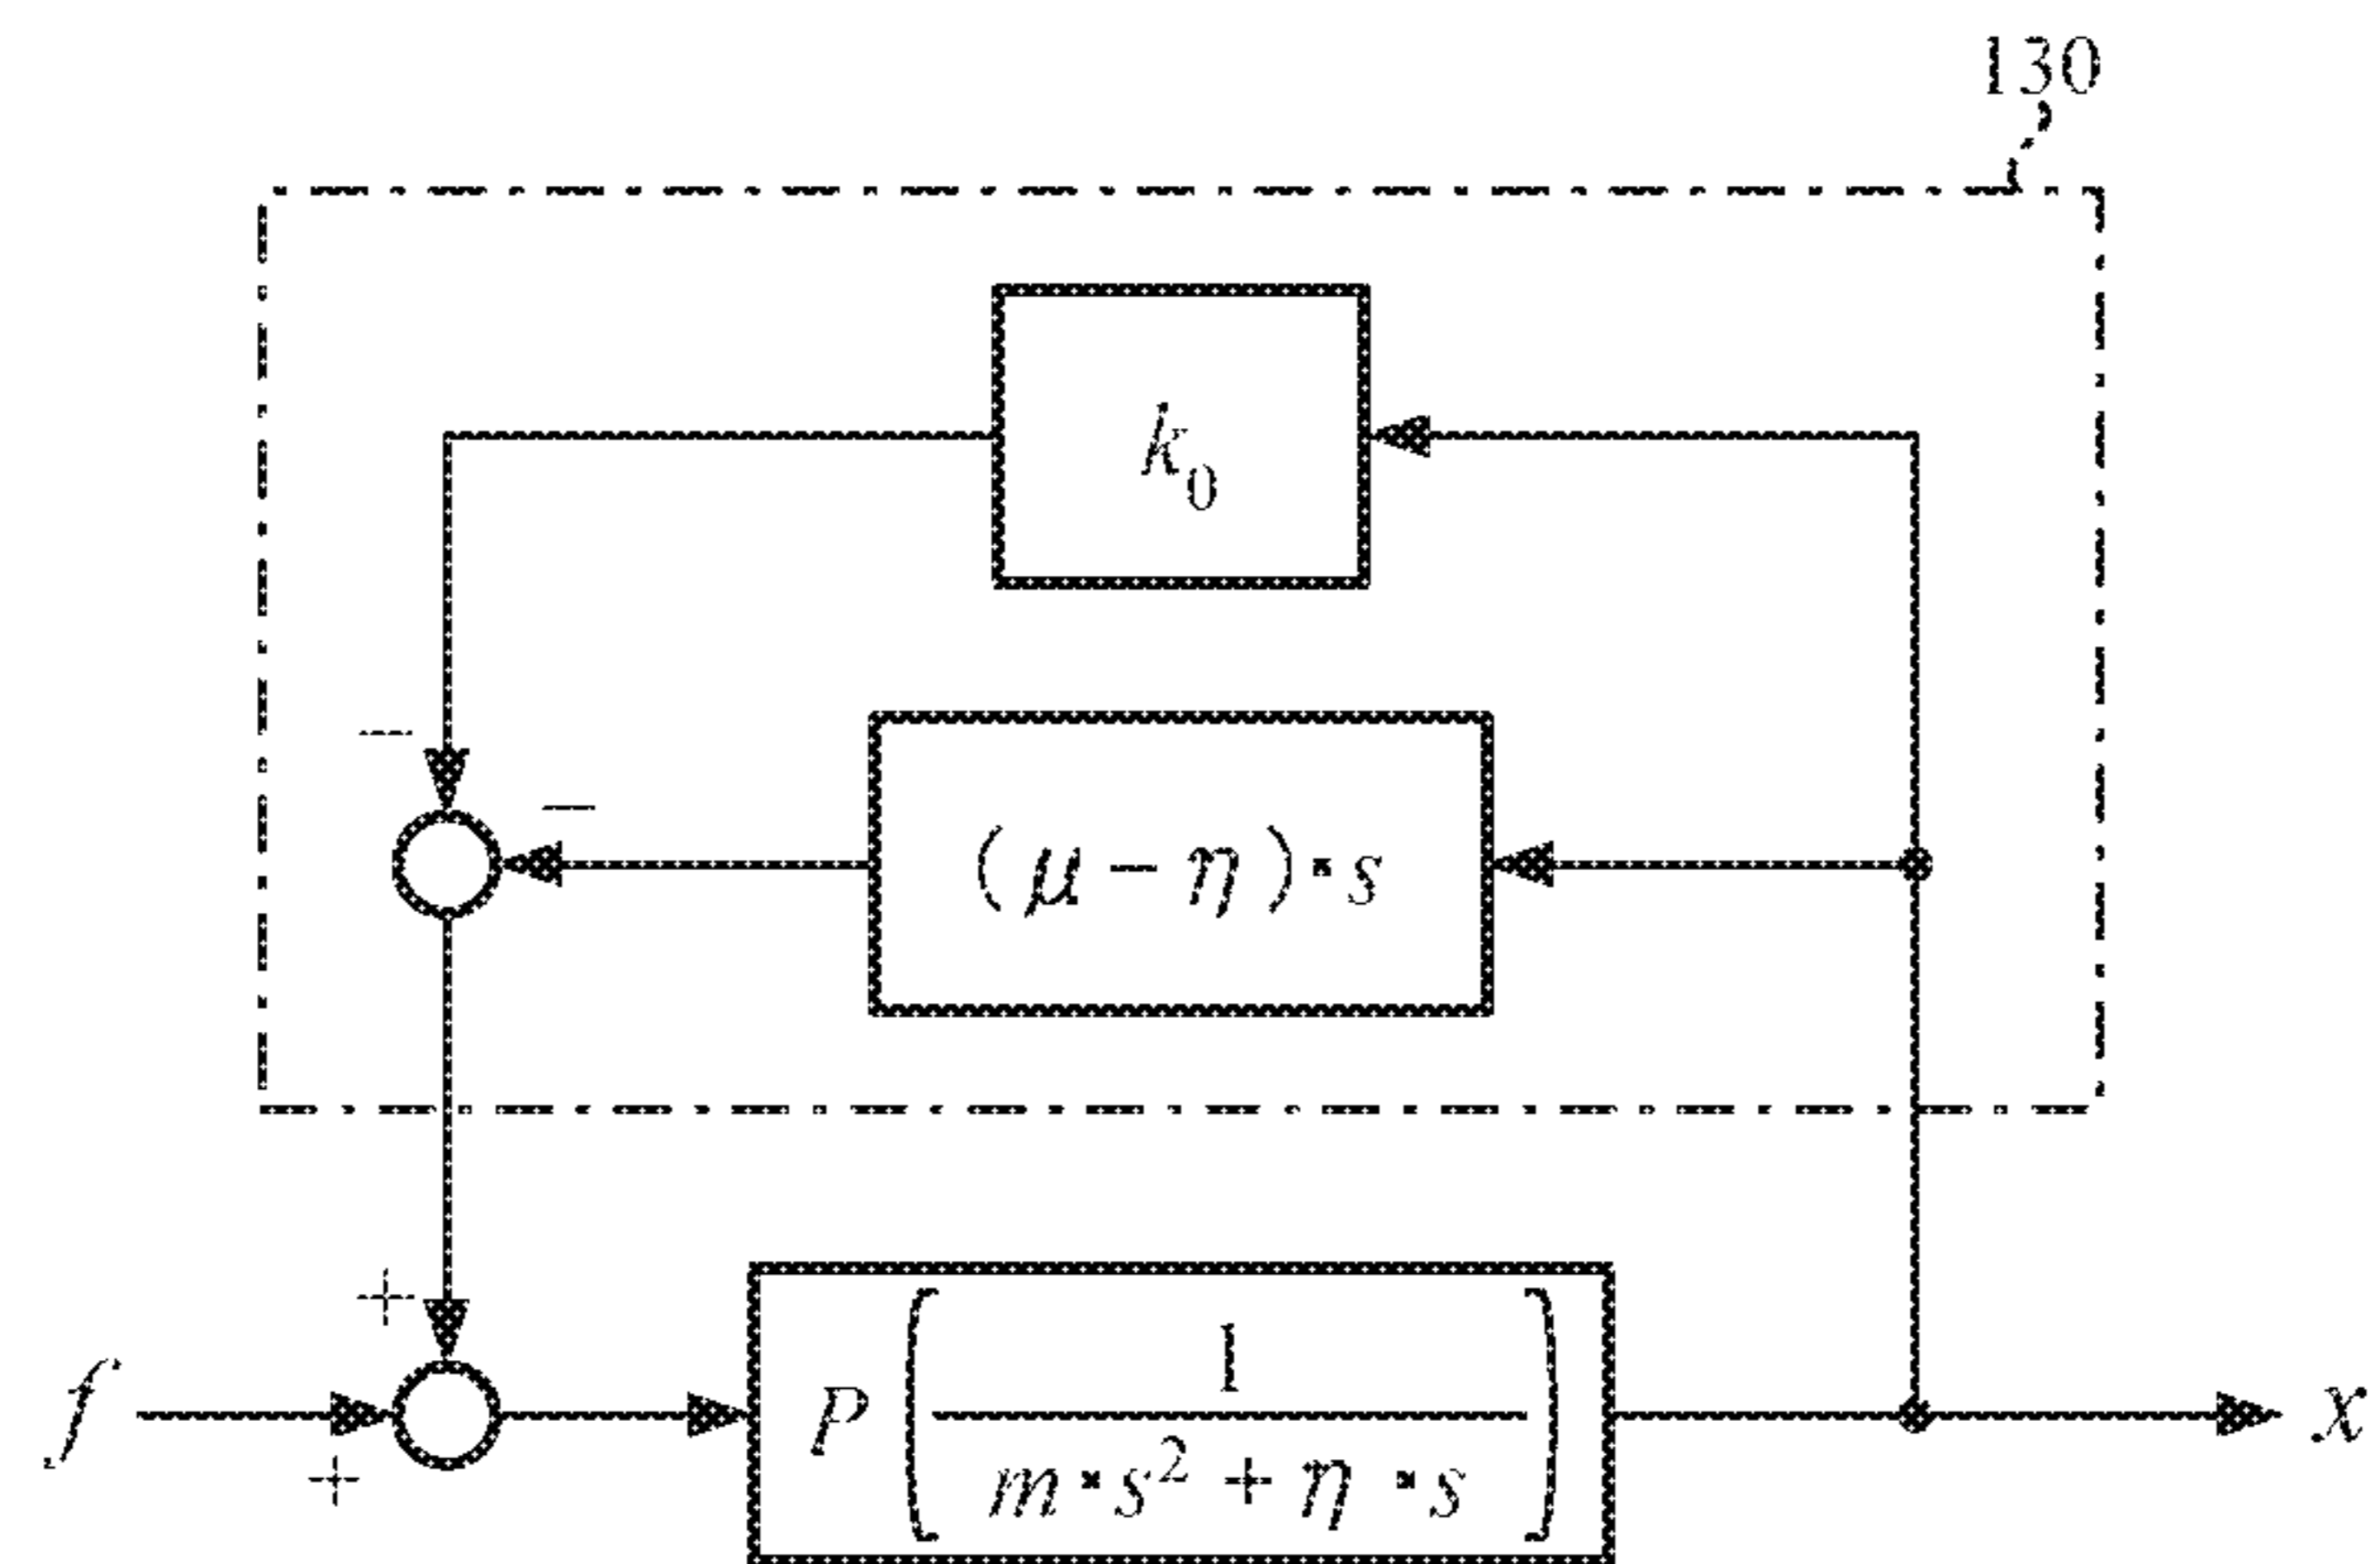 130
k₀
−
−
(μ − η)·s
+
f
+
P(1/(m·s² + η·s))
x